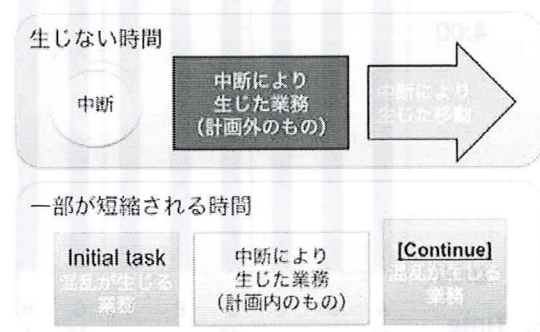 生じない時間
中断
中断により
生じた業務
(計画外のもの)
中断により
生じた移動
一部が短縮される時間
Initial task
混乱が生じる
業務
中断により
生じた業務
(計画内のもの)
[Continue]
混乱が生じる
業務